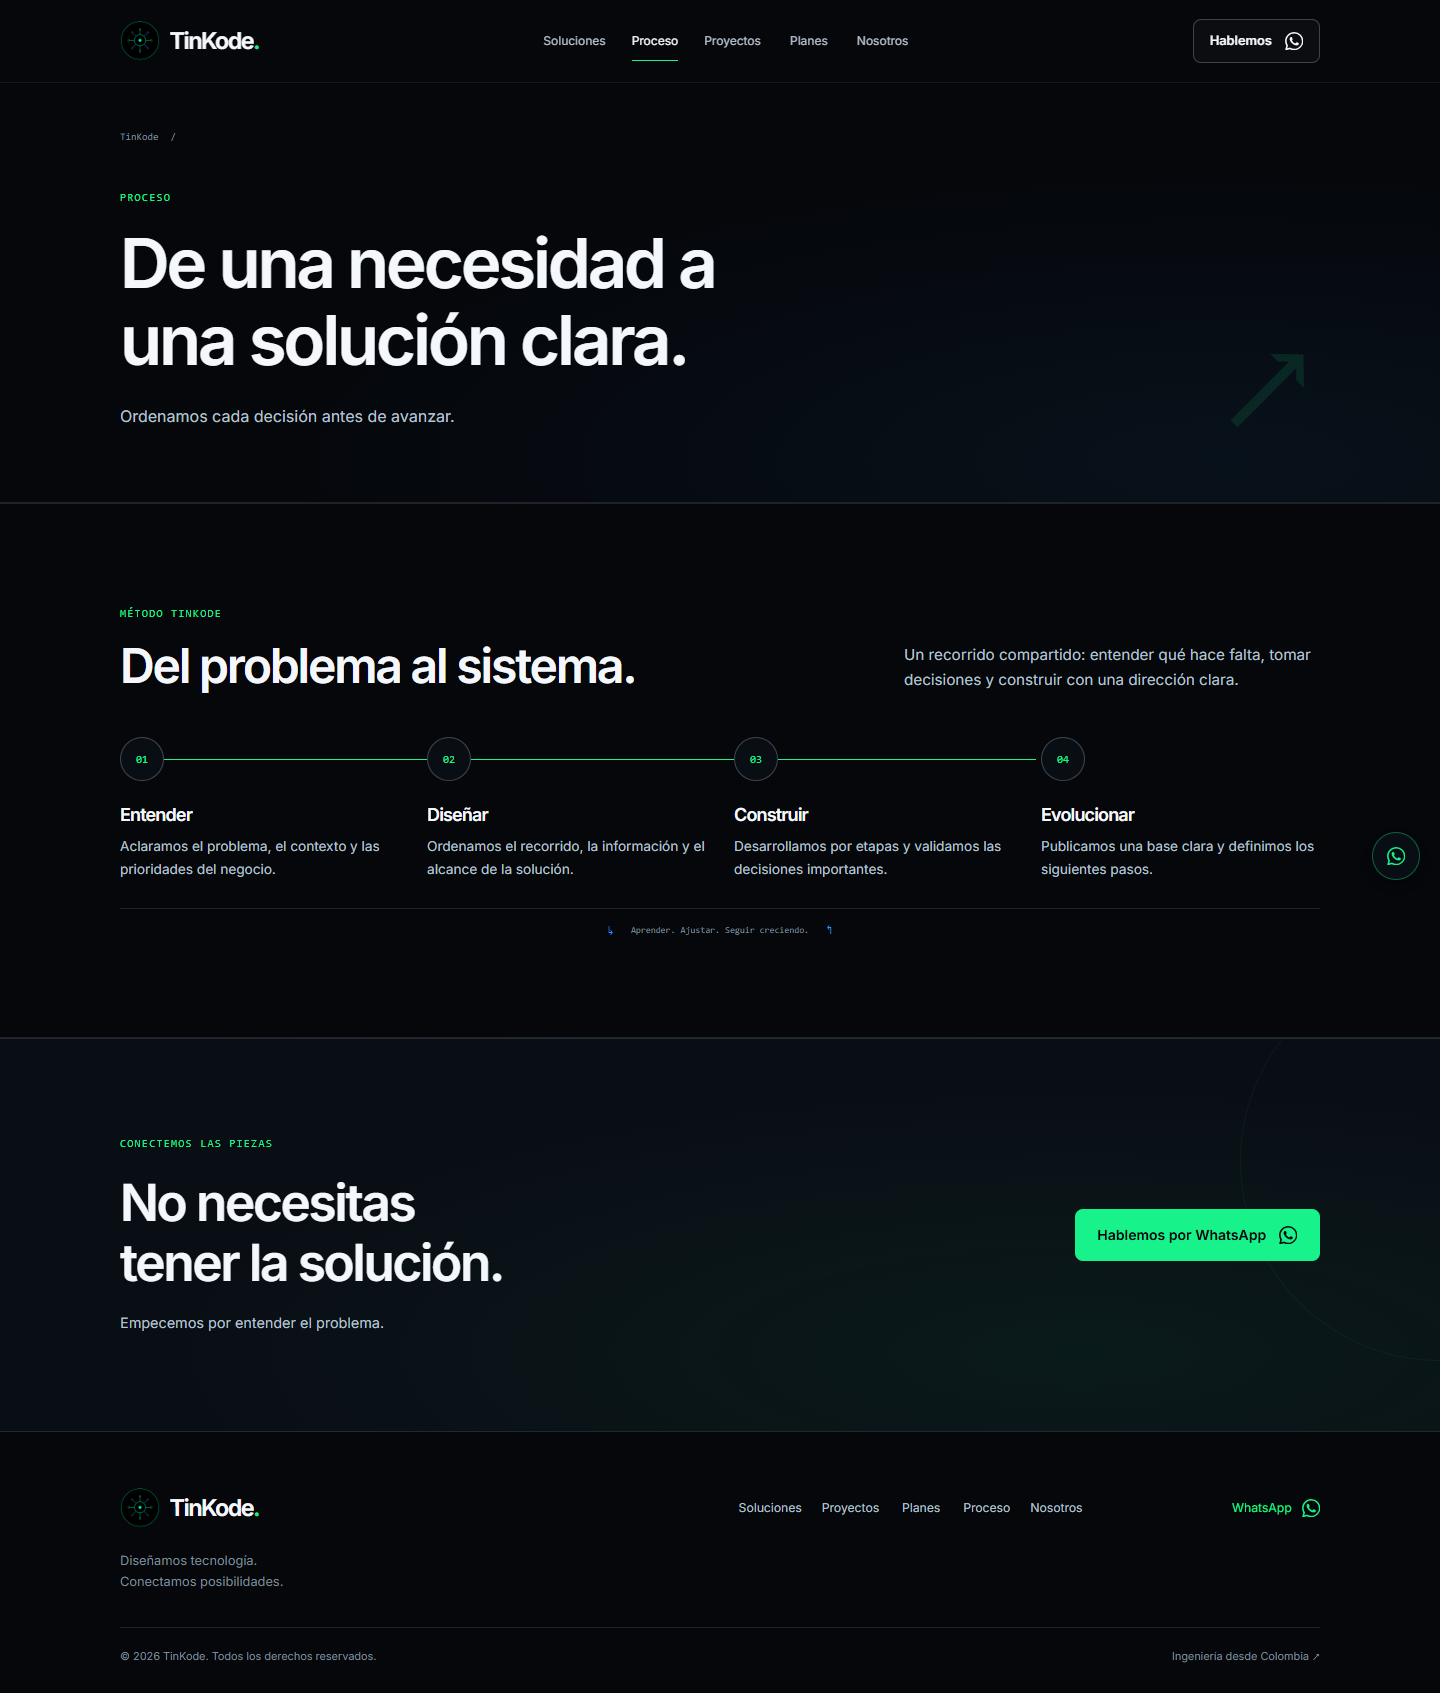 TinKode.
Soluciones Proceso Proyectos Planes Nosotros
Hablemos
TinKode /
PROCESO
De una necesidad a
una solución clara.
Ordenamos cada decisión antes de avanzar.
MÉTODO TINKODE
Del problema al sistema.
Un recorrido compartido: entender qué hace falta, tomar
decisiones y construir con una dirección clara.
01
02
03
04
Entender
Aclaramos el problema, el contexto y las
prioridades del negocio.
Diseñar
Ordenamos el recorrido, la información y el
alcance de la solución.
Construir
Desarrollamos por etapas y validamos las
decisiones importantes.
Evolucionar
Publicamos una base clara y definimos los
siguientes pasos.
↳ Aprender. Ajustar. Seguir creciendo. ↰
CONECTEMOS LAS PIEZAS
No necesitas
tener la solución.
Empecemos por entender el problema.
Hablemos por WhatsApp
TinKode.
Diseñamos tecnología.
Conectamos posibilidades.
Soluciones Proyectos Planes Proceso Nosotros
WhatsApp
© 2026 TinKode. Todos los derechos reservados.
Ingeniería desde Colombia ↗